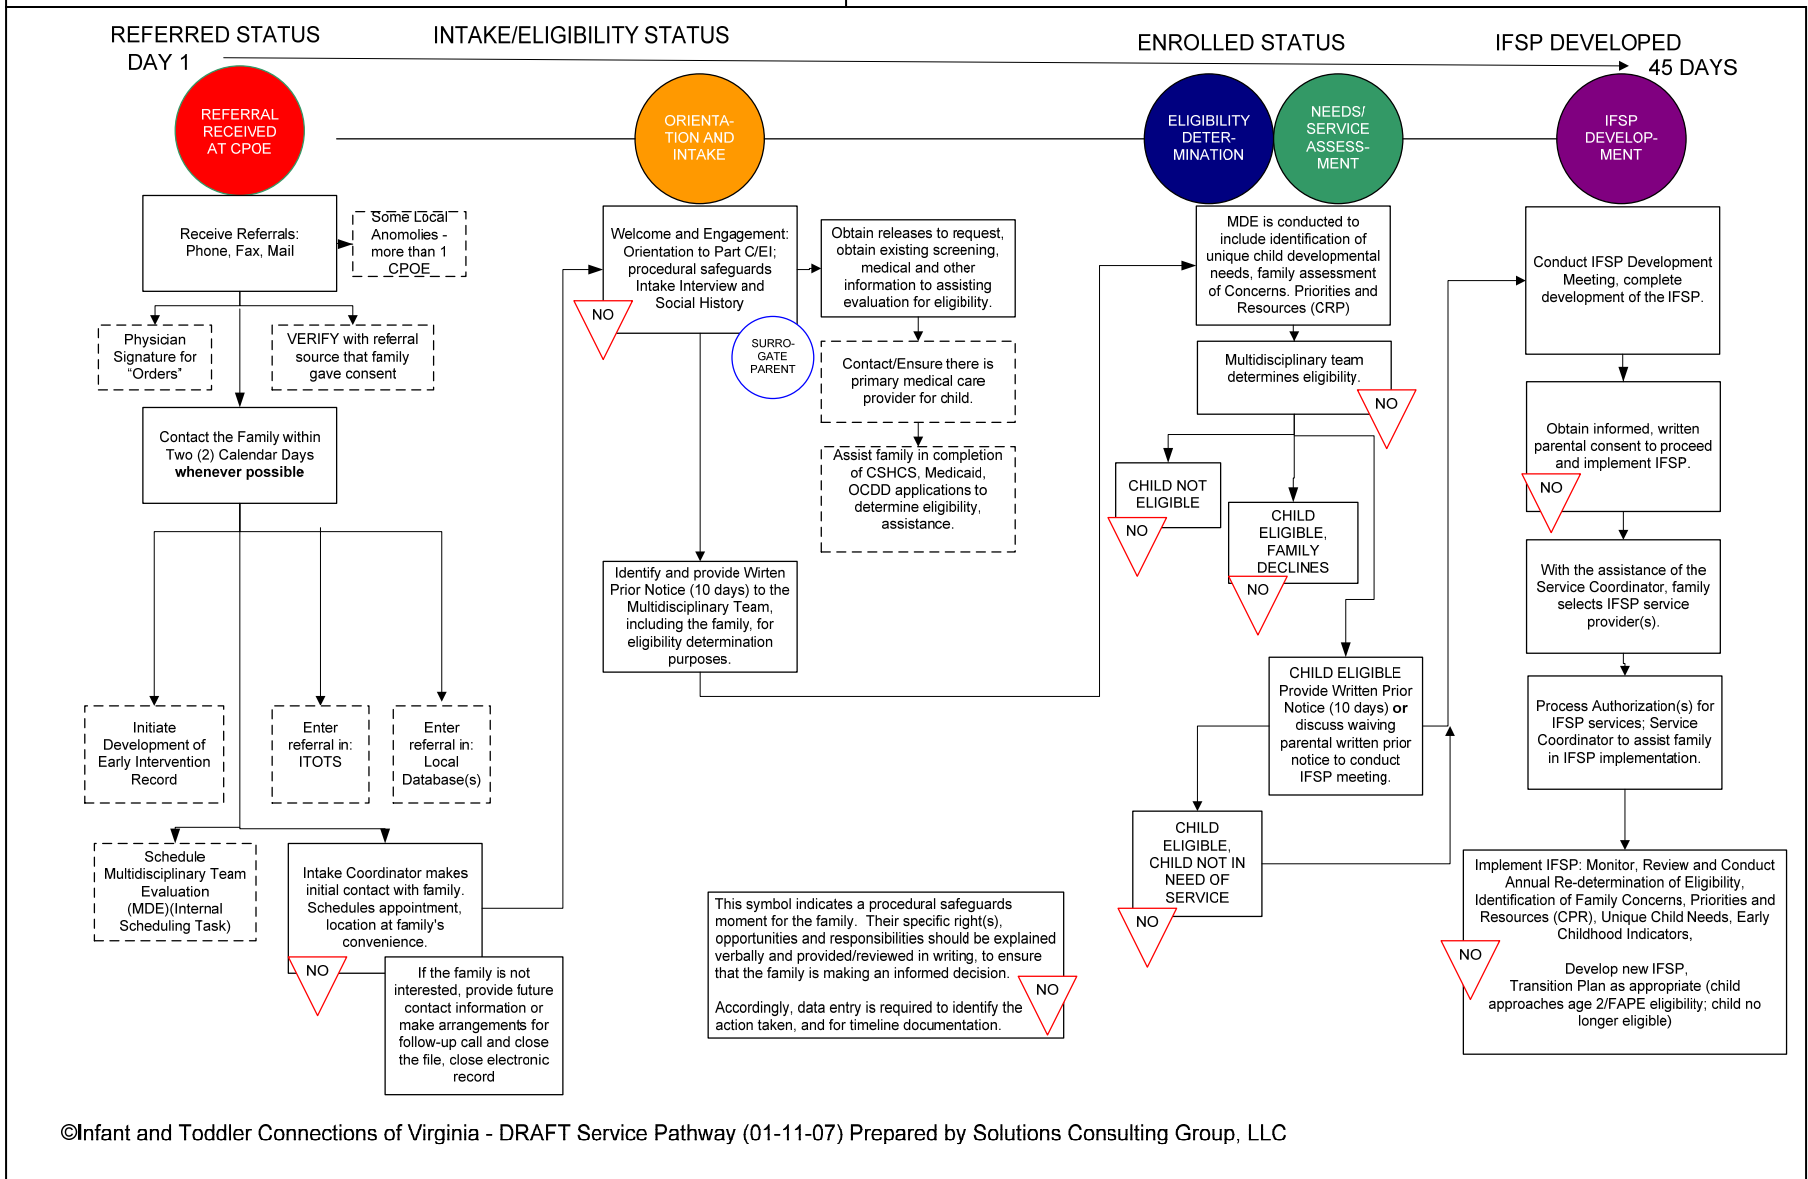 REFERRED STATUS
DAY 1
INTAKE/ELIGIBILITY STATUS
ENROLLED STATUS
IFSP DEVELOPED
45 DAYS
REFERRAL
RECEIVED
AT CPOE
ORIENTA-
TION AND
INTAKE
ELIGIBILITY
DETER-
MINATION
NEEDS/
SERVICE
ASSESS-
MENT
IFSP
DEVELOP-
MENT
Receive Referrals:
Phone, Fax, Mail
Some Local
Anomolies -
more than 1
CPOE
Physician
Signature for
“Orders”
VERIFY with referral
source that family
gave consent
Contact the Family within
Two (2) Calendar Days
whenever possible
Initiate
Development of
Early Intervention
Record
Enter
referral in:
ITOTS
Enter
referral in:
Local
Database(s)
Schedule
Multidisciplinary Team
Evaluation
(MDE)(Internal
Scheduling Task)
Intake Coordinator makes
initial contact with family.
Schedules appointment,
location at family's
convenience.
NO
If the family is not
interested, provide future
contact information or
make arrangements for
follow-up call and close
the file, close electronic
record
Welcome and Engagement:
Orientation to Part C/EI;
procedural safeguards
Intake Interview and
Social History
NO
SURRO-
GATE
PARENT
Obtain releases to request,
obtain existing screening,
medical and other
information to assisting
evaluation for eligibility.
Contact/Ensure there is
primary medical care
provider for child.
Assist family in completion
of CSHCS, Medicaid,
OCDD applications to
determine eligibility,
assistance.
Identify and provide Wirten
Prior Notice (10 days) to the
Multidisciplinary Team,
including the family, for
eligibility determination
purposes.
This symbol indicates a procedural safeguards
moment for the family. Their specific right(s),
opportunities and responsibilities should be explained
verbally and provided/reviewed in writing, to ensure
that the family is making an informed decision.
Accordingly, data entry is required to identify the
action taken, and for timeline documentation.
NO
MDE is conducted to
include identification of
unique child developmental
needs, family assessment
of Concerns. Priorities and
Resources (CRP)
Multidisciplinary team
determines eligibility.
NO
CHILD NOT
ELIGIBLE
NO
CHILD
ELIGIBLE,
FAMILY
DECLINES
NO
CHILD ELIGIBLE
Provide Written Prior
Notice (10 days) or
discuss waiving
parental written prior
notice to conduct
IFSP meeting.
CHILD
ELIGIBLE,
CHILD NOT IN
NEED OF
SERVICE
NO
Conduct IFSP Development
Meeting, complete
development of the IFSP.
Obtain informed, written
parental consent to proceed
and implement IFSP.
NO
With the assistance of the
Service Coordinator, family
selects IFSP service
provider(s).
Process Authorization(s) for
IFSP services; Service
Coordinator to assist family
in IFSP implementation.
Implement IFSP: Monitor, Review and Conduct
Annual Re-determination of Eligibility,
Identification of Family Concerns, Priorities and
Resources (CPR), Unique Child Needs, Early
Childhood Indicators,
Develop new IFSP,
Transition Plan as appropriate (child
approaches age 2/FAPE eligibility; child no
longer eligible)
NO
©Infant and Toddler Connections of Virginia - DRAFT Service Pathway (01-11-07) Prepared by Solutions Consulting Group, LLC